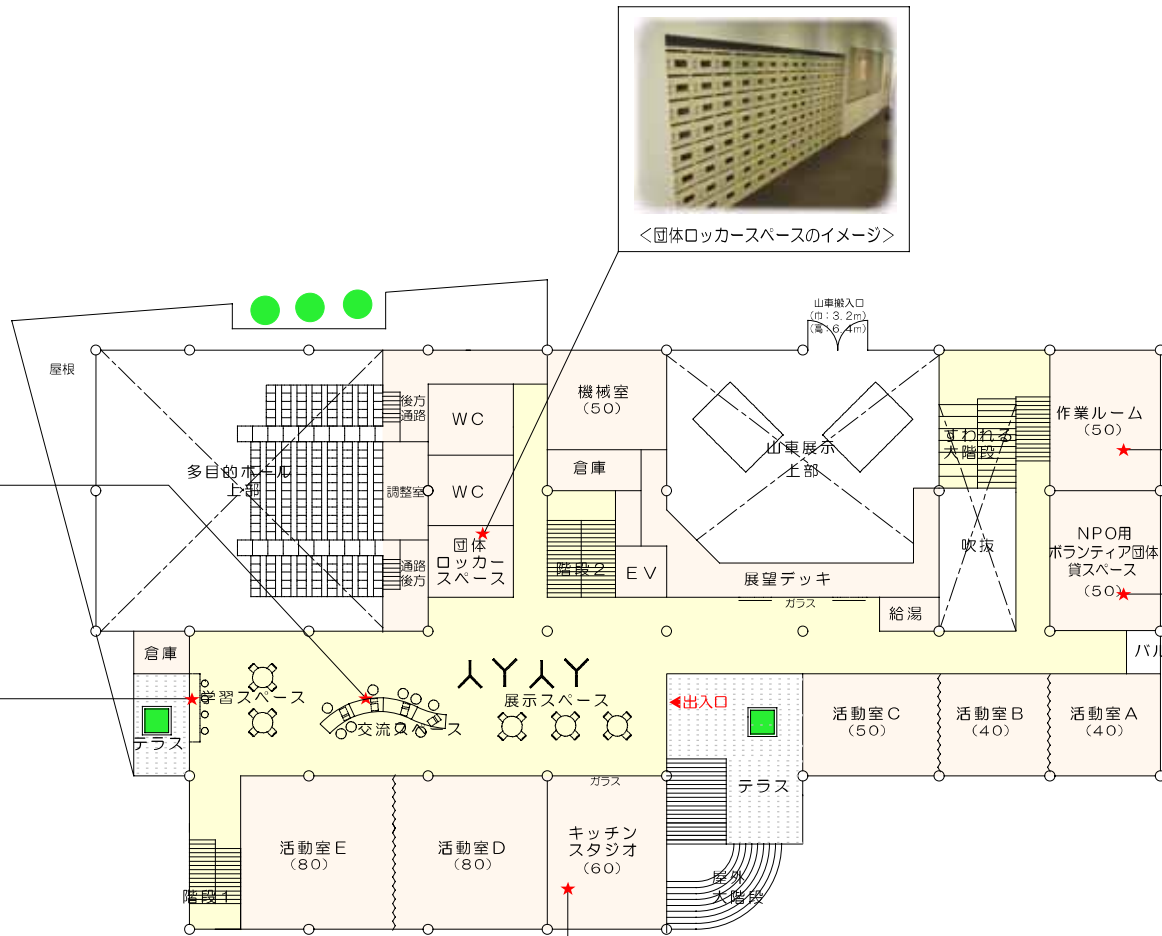 <団体ロッカースペースのイメージ>
山車搬入口
(巾:3.2m)
(高:6.4m)
屋根
後方
通路
WC
機械室
(50)
すわれる
大階段
作業ルーム
(50)
多目的ホール
上部
調整室
WC
倉庫
山車展示
上部
団体
ロッカー
スペース
通路
後方
階段2
EV
展望デッキ
ガラス
給湯
吹抜
NPO用
ボランティア団体
貸スペース
(50)
倉庫
バル
学習スペース
交流スペース
展示スペース
出入口
テラス
活動室C
(50)
活動室B
(40)
活動室A
(40)
ガラス
テラス
活動室E
(80)
活動室D
(80)
キッチン
スタジオ
(60)
階段1
屋外
大階段